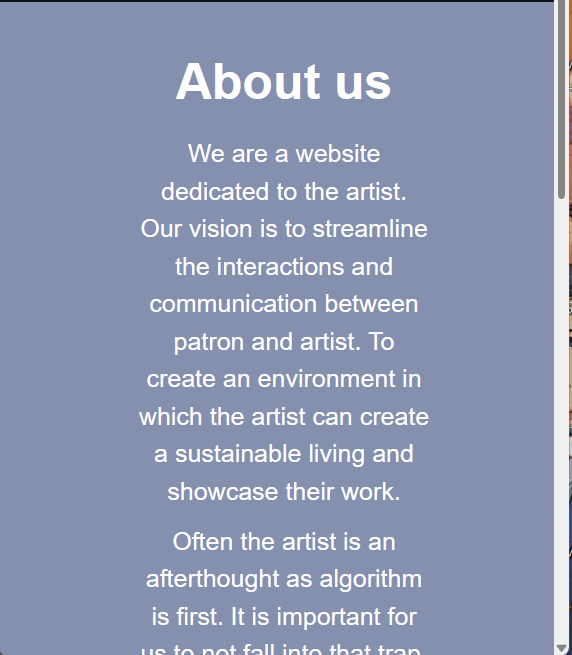 About us
We are a website
dedicated to the artist.
Our vision is to streamline
the interactions and
communication between
patron and artist. To
create an environment in
which the artist can create
a sustainable living and
showcase their work.
Often the artist is an
afterthought as algorithm
is first. It is important for
us to not fall into that trap.